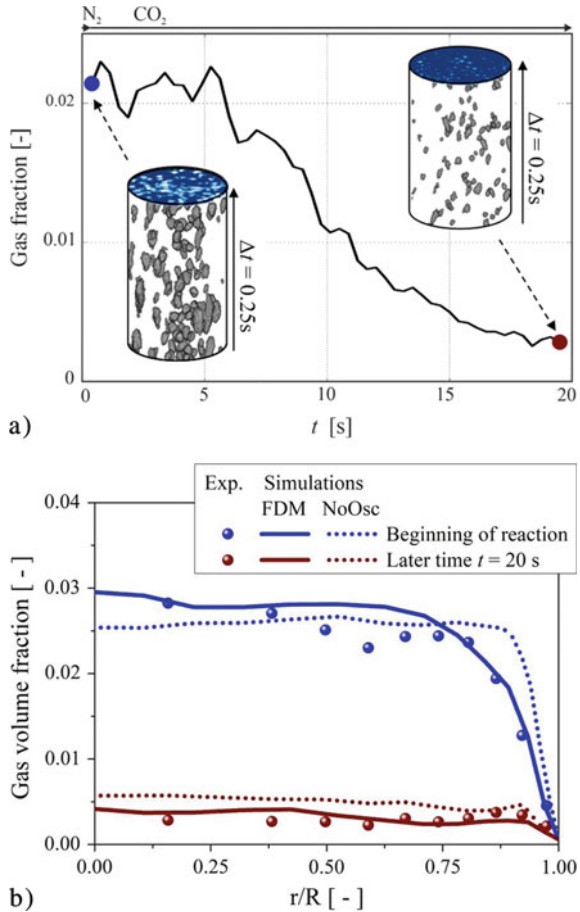 N₂ CO₂
0.02
0.01
0
Gas fraction [-]
Δt = 0.25s
Δt = 0.25s
0 5 10 15 20
t [s]
a)
Exp. Simulations
FDM NoOsc
Beginning of reaction
Later time t = 20 s
0.04
0.03
0.02
0.01
0.00
Gas volume fraction [ - ]
0.00 0.25 0.50 0.75 1.00
r/R [ - ]
b)